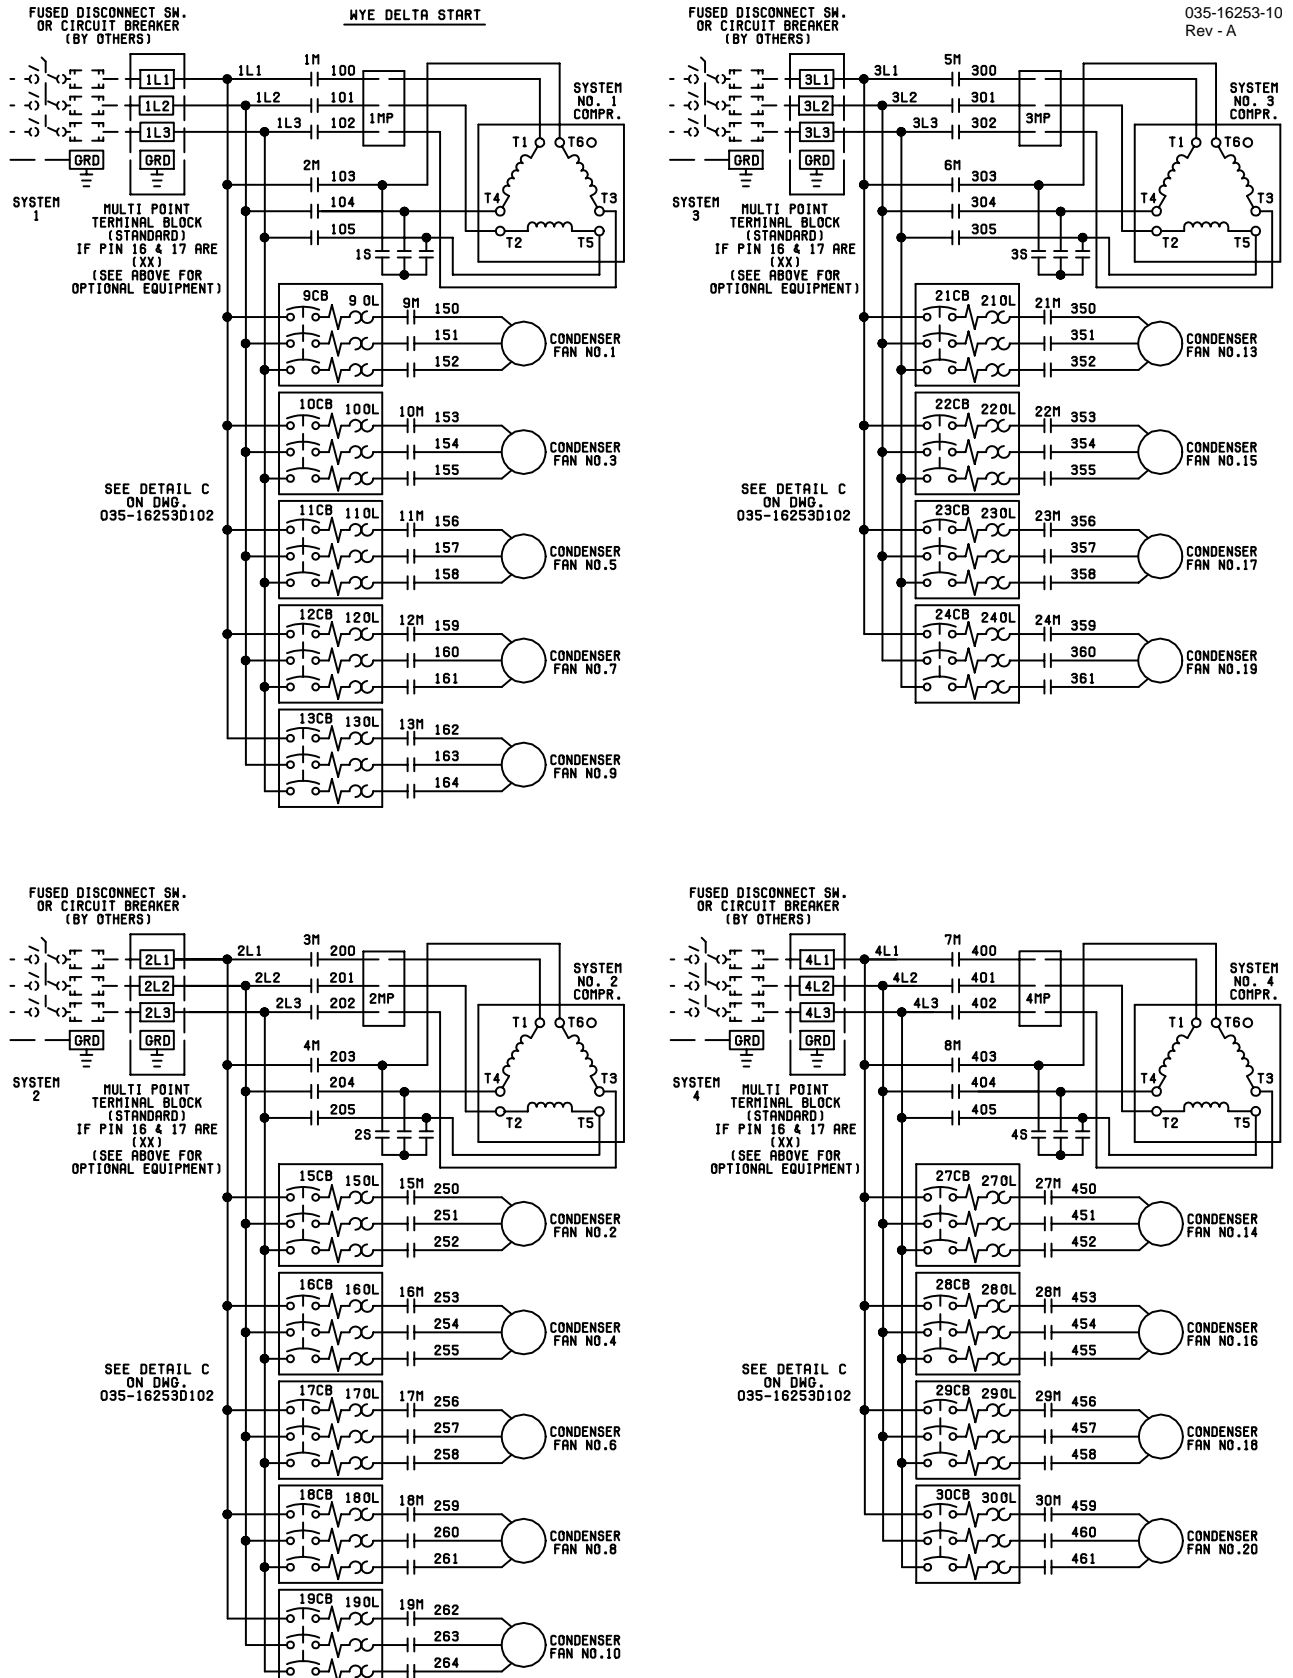 FUSED DISCONNECT SW.
OR CIRCUIT BREAKER
(BY OTHERS)
WYE DELTA START
1L1
1L2
1L3
GRD
GRD
SYSTEM
1
MULTI POINT
TERMINAL BLOCK
(STANDARD)
IF PIN 16 & 17 ARE
(XX)
(SEE ABOVE FOR
OPTIONAL EQUIPMENT)
1L1
1L2
1L3
1M
100
101
102
1MP
2M
103
104
105
1S
SYSTEM
NO. 1
COMPR.
T1
T6
T4
T3
T2
T5
9CB
9OL
9M
150
151
152
CONDENSER
FAN NO.1
10CB
10OL
10M
153
154
155
CONDENSER
FAN NO.3
SEE DETAIL C
ON DWG.
035-16253D102
11CB
11OL
11M
156
157
158
CONDENSER
FAN NO.5
12CB
12OL
12M
159
160
161
CONDENSER
FAN NO.7
13CB
13OL
13M
162
163
164
CONDENSER
FAN NO.9
FUSED DISCONNECT SW.
OR CIRCUIT BREAKER
(BY OTHERS)
035-16253-10
Rev - A
3L1
3L2
3L3
GRD
GRD
SYSTEM
3
MULTI POINT
TERMINAL BLOCK
(STANDARD)
IF PIN 16 & 17 ARE
(XX)
(SEE ABOVE FOR
OPTIONAL EQUIPMENT)
3L1
3L2
3L3
5M
300
301
302
3MP
6M
303
304
305
3S
SYSTEM
NO. 3
COMPR.
T1
T6
T4
T3
T2
T5
21CB
21OL
21M
350
351
352
CONDENSER
FAN NO.13
22CB
22OL
22M
353
354
355
CONDENSER
FAN NO.15
SEE DETAIL C
ON DWG.
035-16253D102
23CB
23OL
23M
356
357
358
CONDENSER
FAN NO.17
24CB
24OL
24M
359
360
361
CONDENSER
FAN NO.19
FUSED DISCONNECT SW.
OR CIRCUIT BREAKER
(BY OTHERS)
2L1
2L2
2L3
GRD
GRD
SYSTEM
2
MULTI POINT
TERMINAL BLOCK
(STANDARD)
IF PIN 16 & 17 ARE
(XX)
(SEE ABOVE FOR
OPTIONAL EQUIPMENT)
2L1
2L2
2L3
3M
200
201
202
2MP
4M
203
204
205
2S
SYSTEM
NO. 2
COMPR.
T1
T6
T4
T3
T2
T5
15CB
15OL
15M
250
251
252
CONDENSER
FAN NO.2
16CB
16OL
16M
253
254
255
CONDENSER
FAN NO.4
SEE DETAIL C
ON DWG.
035-16253D102
17CB
17OL
17M
256
257
258
CONDENSER
FAN NO.6
18CB
18OL
18M
259
260
261
CONDENSER
FAN NO.8
19CB
19OL
19M
262
263
264
CONDENSER
FAN NO.10
FUSED DISCONNECT SW.
OR CIRCUIT BREAKER
(BY OTHERS)
4L1
4L2
4L3
GRD
GRD
SYSTEM
4
MULTI POINT
TERMINAL BLOCK
(STANDARD)
IF PIN 16 & 17 ARE
(XX)
(SEE ABOVE FOR
OPTIONAL EQUIPMENT)
4L1
4L2
4L3
7M
400
401
402
4MP
8M
403
404
405
4S
SYSTEM
NO. 4
COMPR.
T1
T6
T4
T3
T2
T5
27CB
27OL
27M
450
451
452
CONDENSER
FAN NO.14
28CB
28OL
28M
453
454
455
CONDENSER
FAN NO.16
SEE DETAIL C
ON DWG.
035-16253D102
29CB
29OL
29M
456
457
458
CONDENSER
FAN NO.18
30CB
30OL
30M
459
460
461
CONDENSER
FAN NO.20